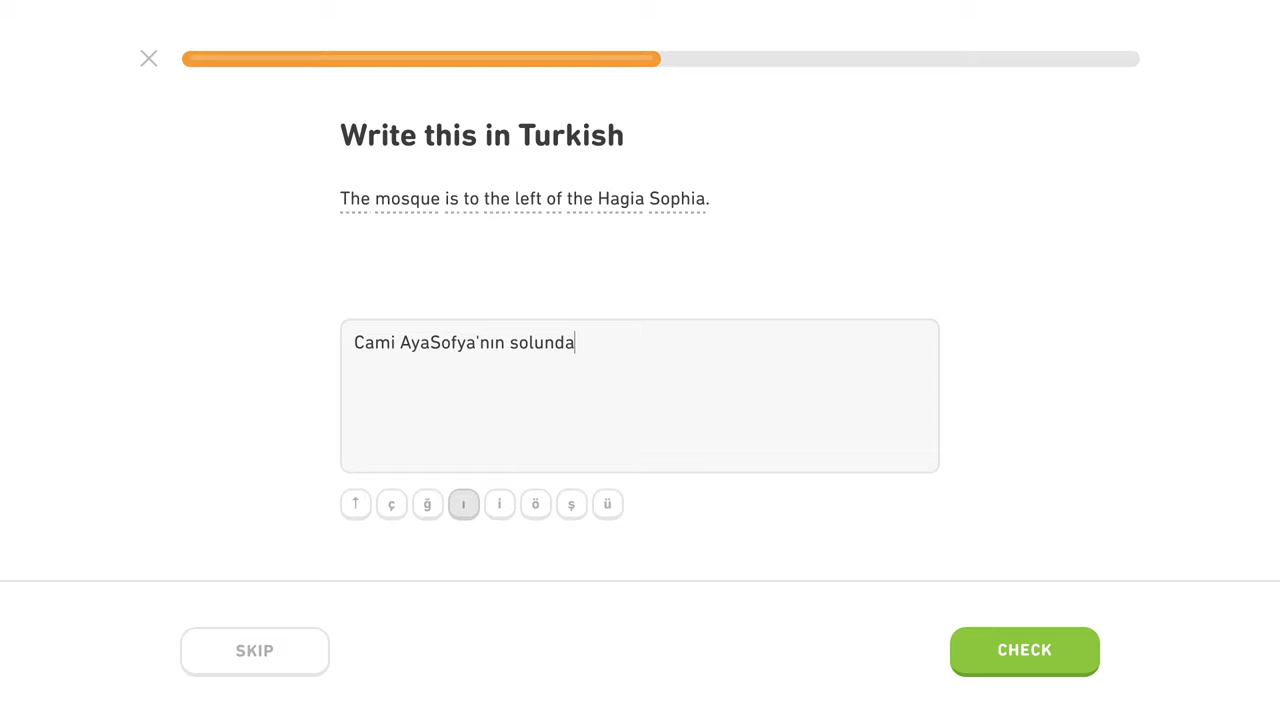 Write this in Turkish
The mosque is to the left of the Hagia Sophia.
Cami AyaSofya'nın solunda
↑ ç ğ ı i ö ş ü
SKIP
CHECK